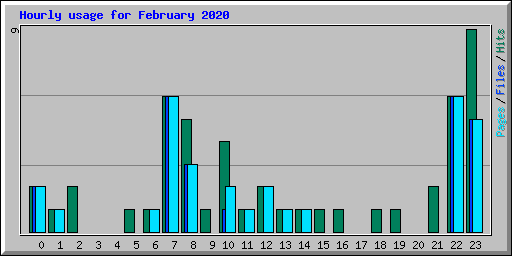 Hourly usage for February 2020
9
Pages/Files/Hits
0 1 2 3 4 5 6 7 8 9 10 11 12 13 14 15 16 17 18 19 20 21 22 23